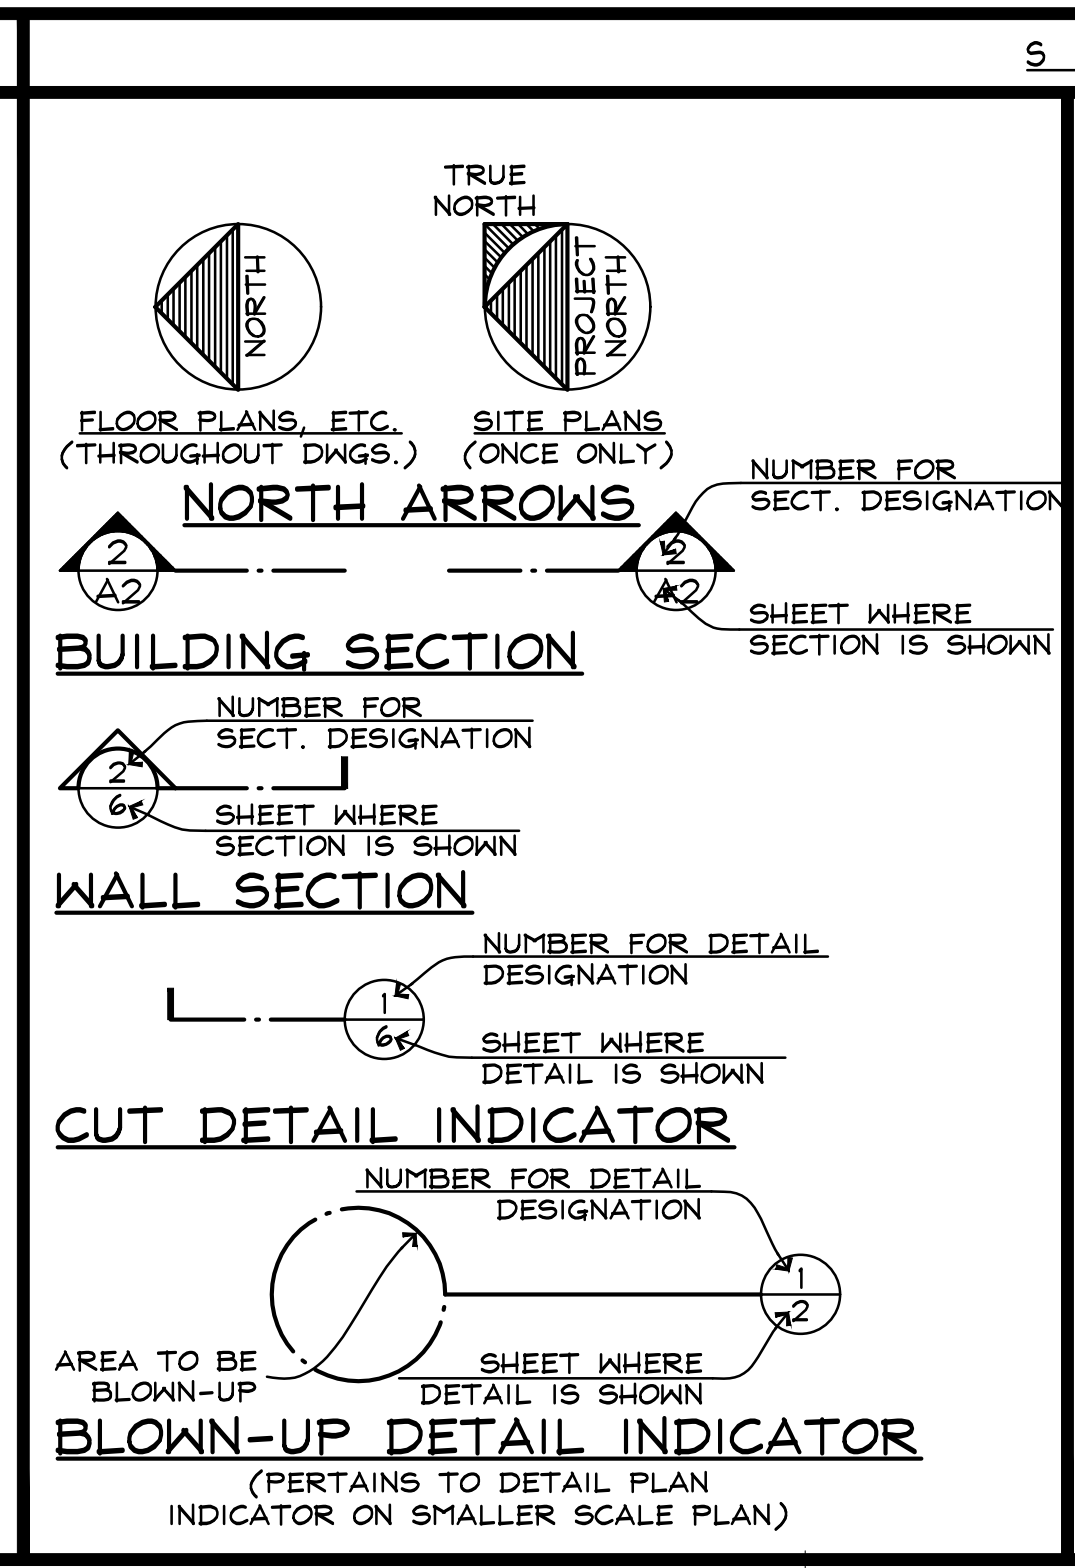 S
TRUE
NORTH
NORTH
PROJECT
NORTH
FLOOR PLANS, ETC.
(THROUGHOUT DWGS.)
SITE PLANS
(ONCE ONLY)
NORTH ARROWS
NUMBER FOR
SECT. DESIGNATION
2
A2
2
A2
SHEET WHERE
SECTION IS SHOWN
BUILDING SECTION
NUMBER FOR
SECT. DESIGNATION
2
6
SHEET WHERE
SECTION IS SHOWN
WALL SECTION
NUMBER FOR DETAIL
DESIGNATION
1
6
SHEET WHERE
DETAIL IS SHOWN
CUT DETAIL INDICATOR
NUMBER FOR DETAIL
DESIGNATION
1
2
AREA TO BE
BLOWN-UP
SHEET WHERE
DETAIL IS SHOWN
BLOWN-UP DETAIL INDICATOR
(PERTAINS TO DETAIL PLAN
INDICATOR ON SMALLER SCALE PLAN)